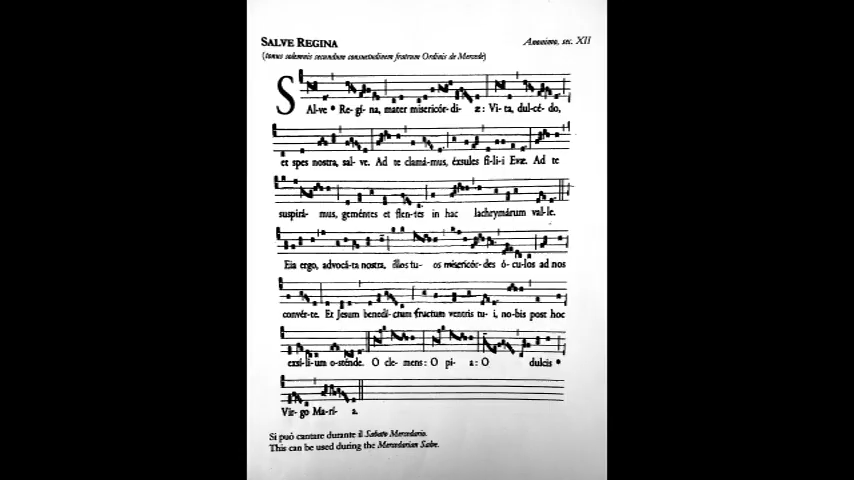 SALVE REGINA
Anonimo, sec. XII
(tonus solemnis secundum consuetudinem fratrum Ordinis de Mercede)
SAlve * Re- gí- na, mater misericór- di- æ: Vi- ta, dul- cé- do,
et spes nostra, sal- ve. Ad te clamá- mus, éxsules fí- li- i Evæ. Ad te
suspirá- mus, geméntes et flen- tes in hac lachrymárum val- le.
Eia ergo, advocá- ta nostra, illos tu- os misericór- des ó- cu- los ad nos
convér- te. Et Jesum benedí- ctum fructum ventris tu- i, no- bis post hoc
exsí- li- um o- sténde. O cle- mens: O pi- a: O dulcis *
Vir- go Ma- rí- a.
Si può cantare durante il Sabato Mercedario.
This can be used during the Mercedarian Salve.